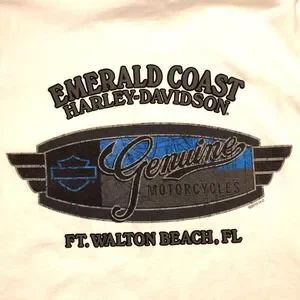 EMERALD COAST
HARLEY-DAVIDSON
Genuine
MOTORCYCLES
FT. WALTON BEACH, FL